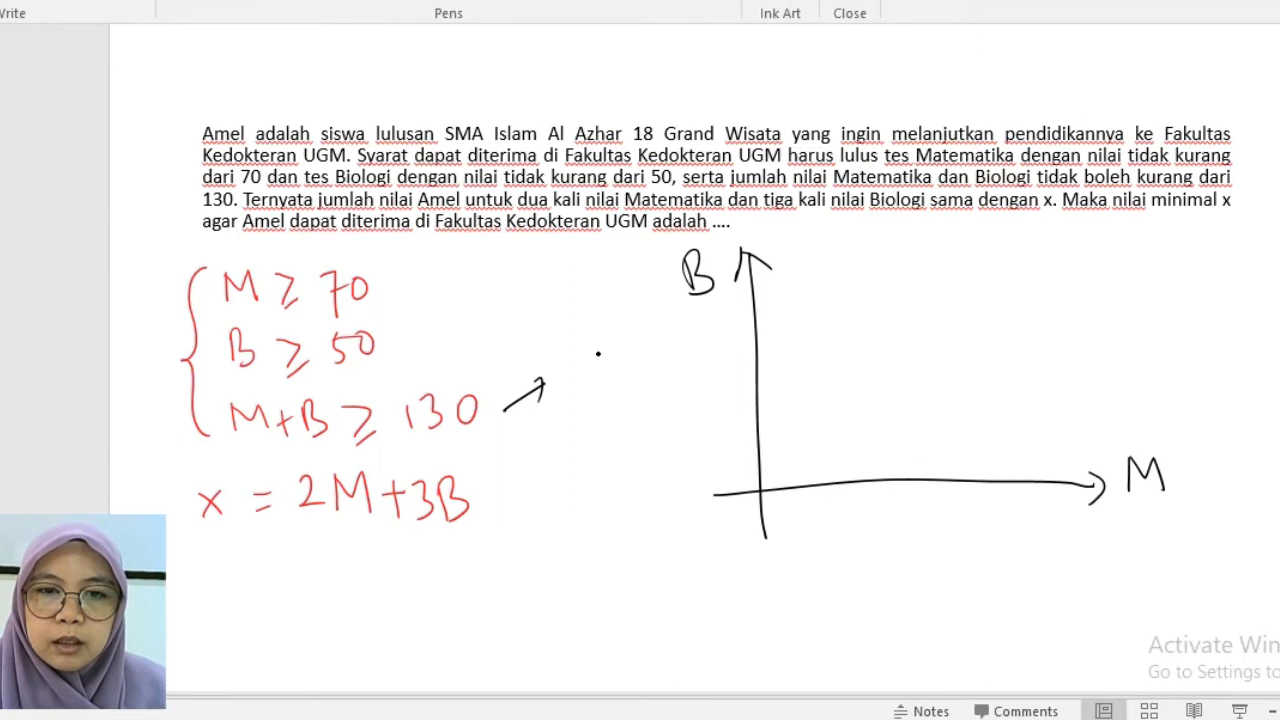 Write
Pens
Ink Art
Close
Amel adalah siswa lulusan SMA Islam Al Azhar 18 Grand Wisata yang ingin melanjutkan pendidikannya ke Fakultas
Kedokteran UGM. Syarat dapat diterima di Fakultas Kedokteran UGM harus lulus tes Matematika dengan nilai tidak kurang
dari 70 dan tes Biologi dengan nilai tidak kurang dari 50, serta jumlah nilai Matematika dan Biologi tidak boleh kurang dari
130. Ternyata jumlah nilai Amel untuk dua kali nilai Matematika dan tiga kali nilai Biologi sama dengan x. Maka nilai minimal x
agar Amel dapat diterima di Fakultas Kedokteran UGM adalah ....
M ≥ 70
B ≥ 50
M+B ≥ 130
x = 2M+3B
B
M
Activate Win
Go to Settings to
Notes
Comments